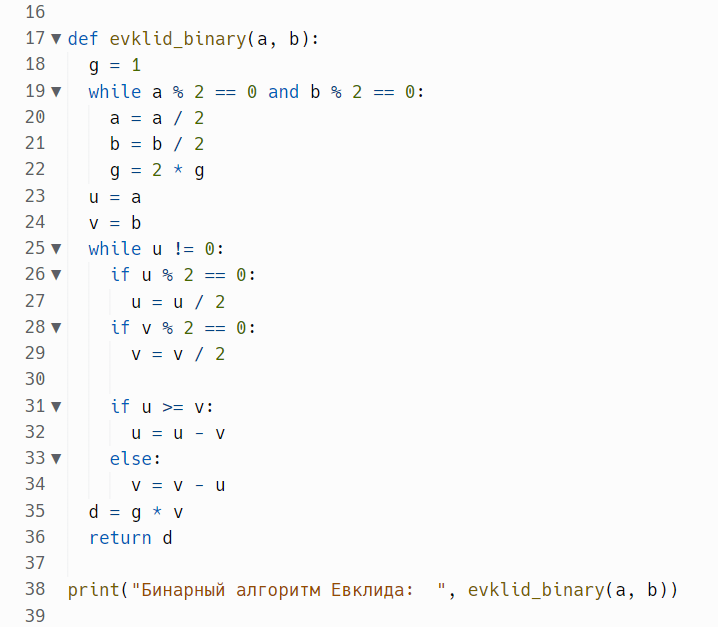 16
17 ▼ def evklid_binary(a, b):
18   g = 1
19 ▼   while a % 2 == 0 and b % 2 == 0:
20     a = a / 2
21     b = b / 2
22     g = 2 * g
23   u = a
24   v = b
25 ▼   while u != 0:
26 ▼     if u % 2 == 0:
27       u = u / 2
28 ▼     if v % 2 == 0:
29       v = v / 2
30
31 ▼     if u >= v:
32       u = u - v
33 ▼     else:
34       v = v - u
35   d = g * v
36   return d
37
38 print("Бинарный алгоритм Евклида:  ", evklid_binary(a, b))
39